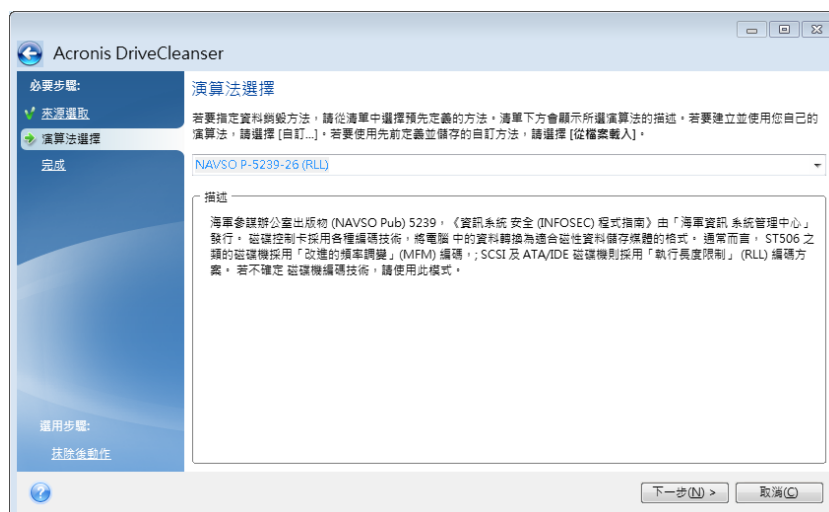 Acronis DriveCleanser
必要步驟:
來源選取
演算法選擇
完成
選用步驟:
抹除後動作
演算法選擇
若要指定資料銷毀方法，請從清單中選擇預先定義的方法。清單下方會顯示所選演算法的描述。若要建立並使用您自己的
演算法，請選擇 [自訂...]。若要使用先前定義並儲存的自訂方法，請選擇 [從檔案載入]。
NAVSO P-5239-26 (RLL)
描述
海軍參謀辦公室出版物 (NAVSO Pub) 5239，《資訊系統 安全 (INFOSEC) 程式指南》由「海軍資訊 系統管理中心」
發行。 磁碟控制卡採用各種編碼技術，將電腦 中的資料轉換為適合磁性資料儲存媒體的格式。 通常而言， ST506 之
類的磁碟機採用「改進的頻率調變」(MFM) 編碼，; SCSI 及 ATA/IDE 磁碟機則採用「執行長度限制」 (RLL) 編碼方
案。 若不確定 磁碟機編碼技術，請使用此模式。
下一步(N) >
取消(C)